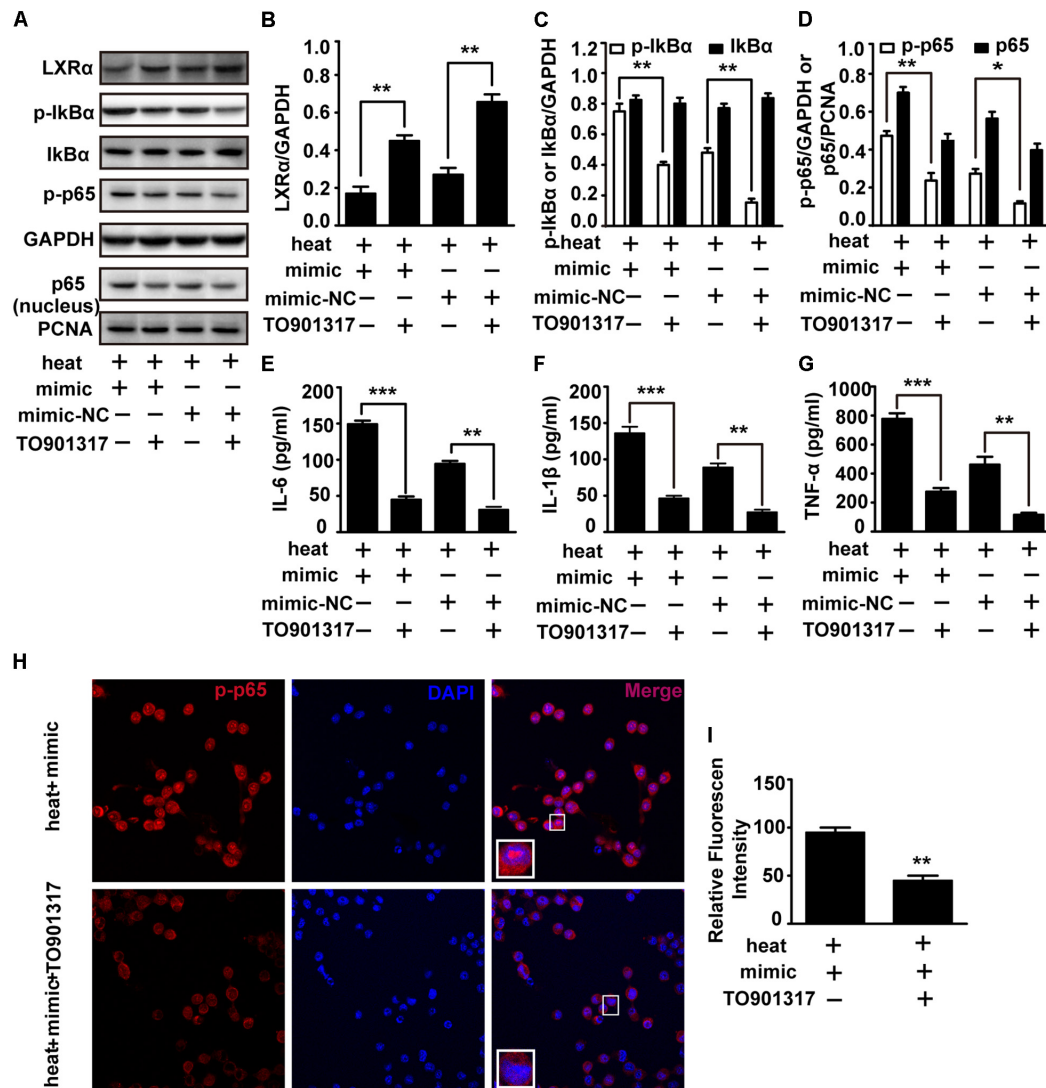 A
LXRα
p-IkBα
IkBα
p-p65
GAPDH
p65
(nucleus)
PCNA
heat + + + +
mimic + + − −
mimic-NC − − + +
TO901317 − + − +
B
LXRα/GAPDH
1.0
0.8
0.6
0.4
0.2
0.0
** **
heat + + + +
mimic + + − −
mimic-NC − − + +
TO901317 − + − +
C
p-IkBα IkBα
p-IkBα or IkBα/GAPDH
1.2
1.0
0.8
0.6
0.4
0.2
0.0
** **
heat + + + +
mimic + + − −
mimic-NC − − + +
TO901317 − + − +
D
p-p65 p65
p-p65/GAPDH or
p65/PCNA
1.0
0.8
0.6
0.4
0.2
0.0
** *
heat + + + +
mimic + + − −
mimic-NC − − + +
TO901317 − + − +
E
IL-6 (pg/ml)
200
150
100
50
0
*** **
heat + + + +
mimic + + − −
mimic-NC − − + +
TO901317 − + − +
F
IL-1β (pg/ml)
200
150
100
50
0
*** **
heat + + + +
mimic + + − −
mimic-NC − − + +
TO901317 − + − +
G
TNF-α (pg/ml)
1000
800
600
400
200
0
*** **
heat + + + +
mimic + + − −
mimic-NC − − + +
TO901317 − + − +
H
p-p65 DAPI Merge
heat+mimic
heat+mimic+TO901317
I
Relative Fluorescen
Intensity
150
100
50
0
**
heat + +
mimic + +
TO901317 − +